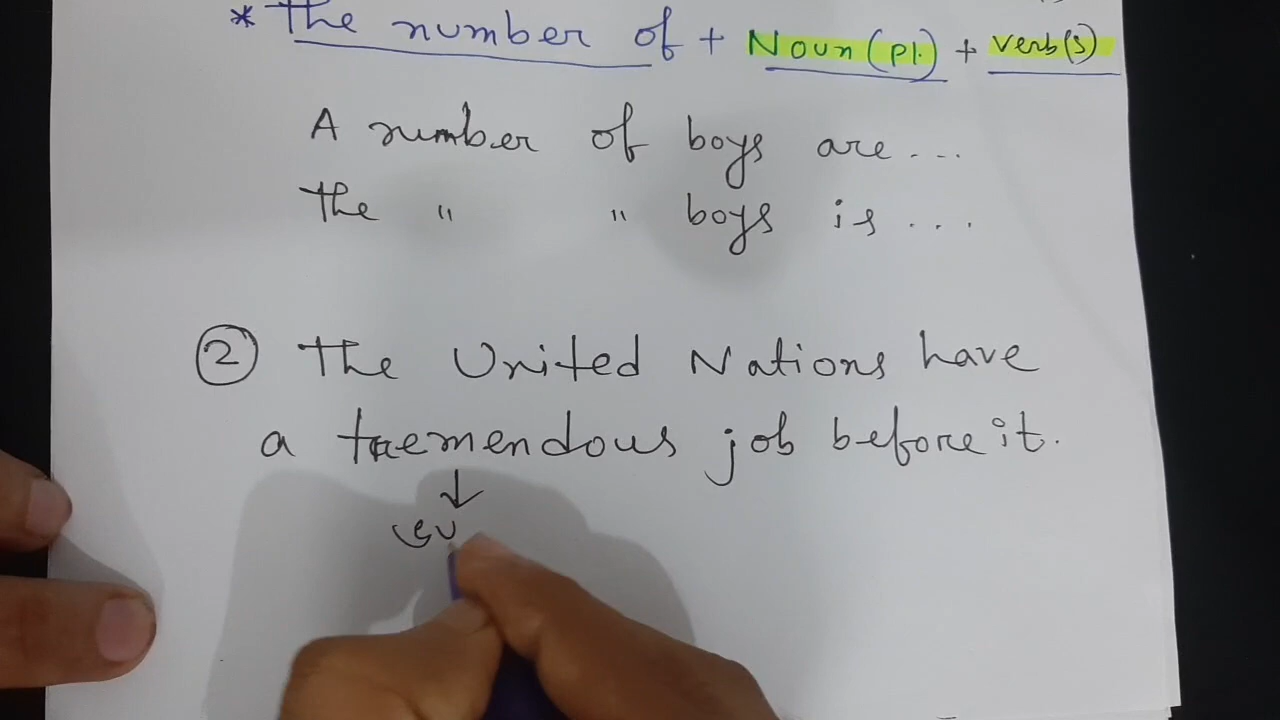 * The number of + Noun (pl.) + verb(s)
A number of boys are ...
The " " boys is ...
② The United Nations have
a tremendous job before it.
↓